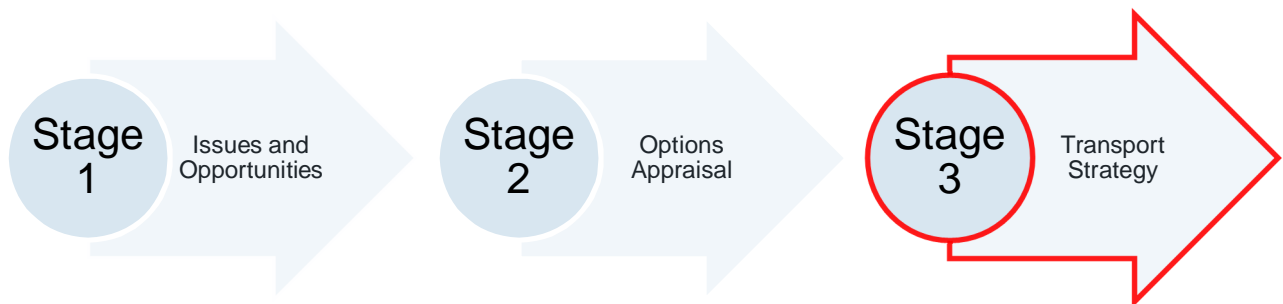 Stage
1
Issues and
Opportunities
Stage
2
Options
Appraisal
Stage
3
Transport
Strategy